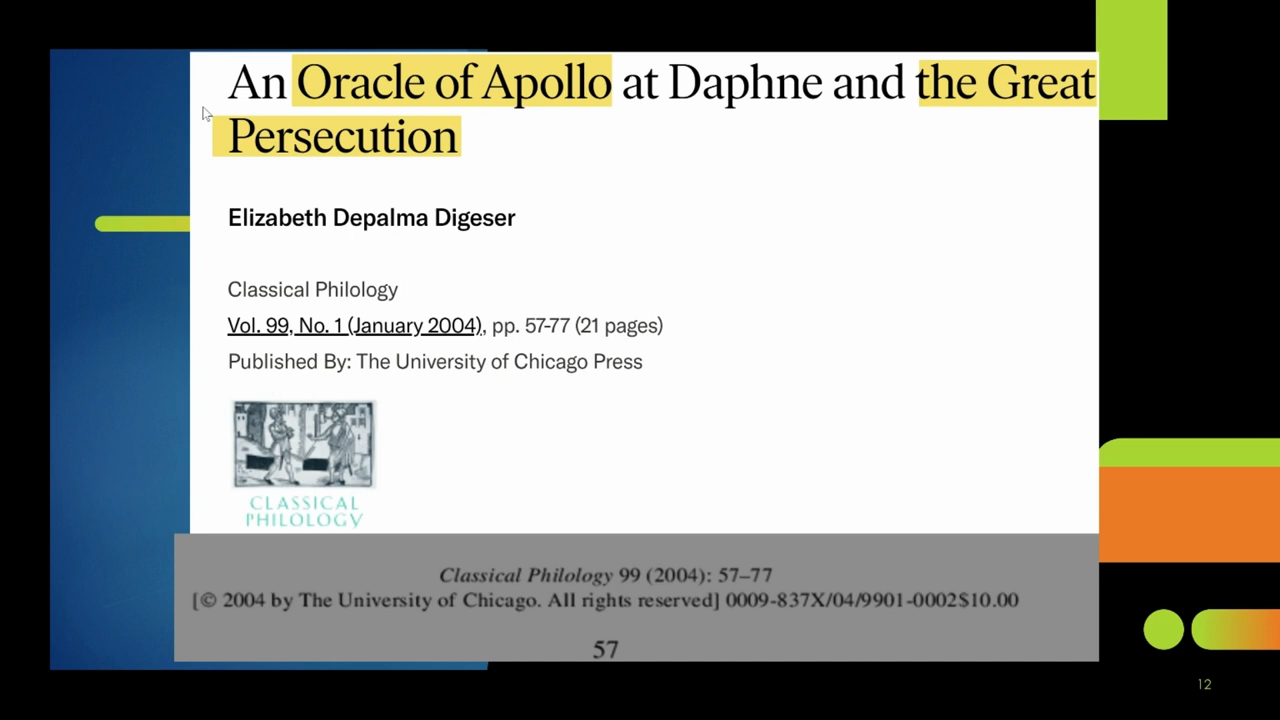 An Oracle of Apollo at Daphne and the Great
Persecution
Elizabeth Depalma Digeser
Classical Philology
Vol. 99, No. 1 (January 2004), pp. 57-77 (21 pages)
Published By: The University of Chicago Press
CLASSICAL
PHILOLOGY
Classical Philology 99 (2004): 57–77
[© 2004 by The University of Chicago. All rights reserved] 0009-837X/04/9901-0002$10.00
57
12